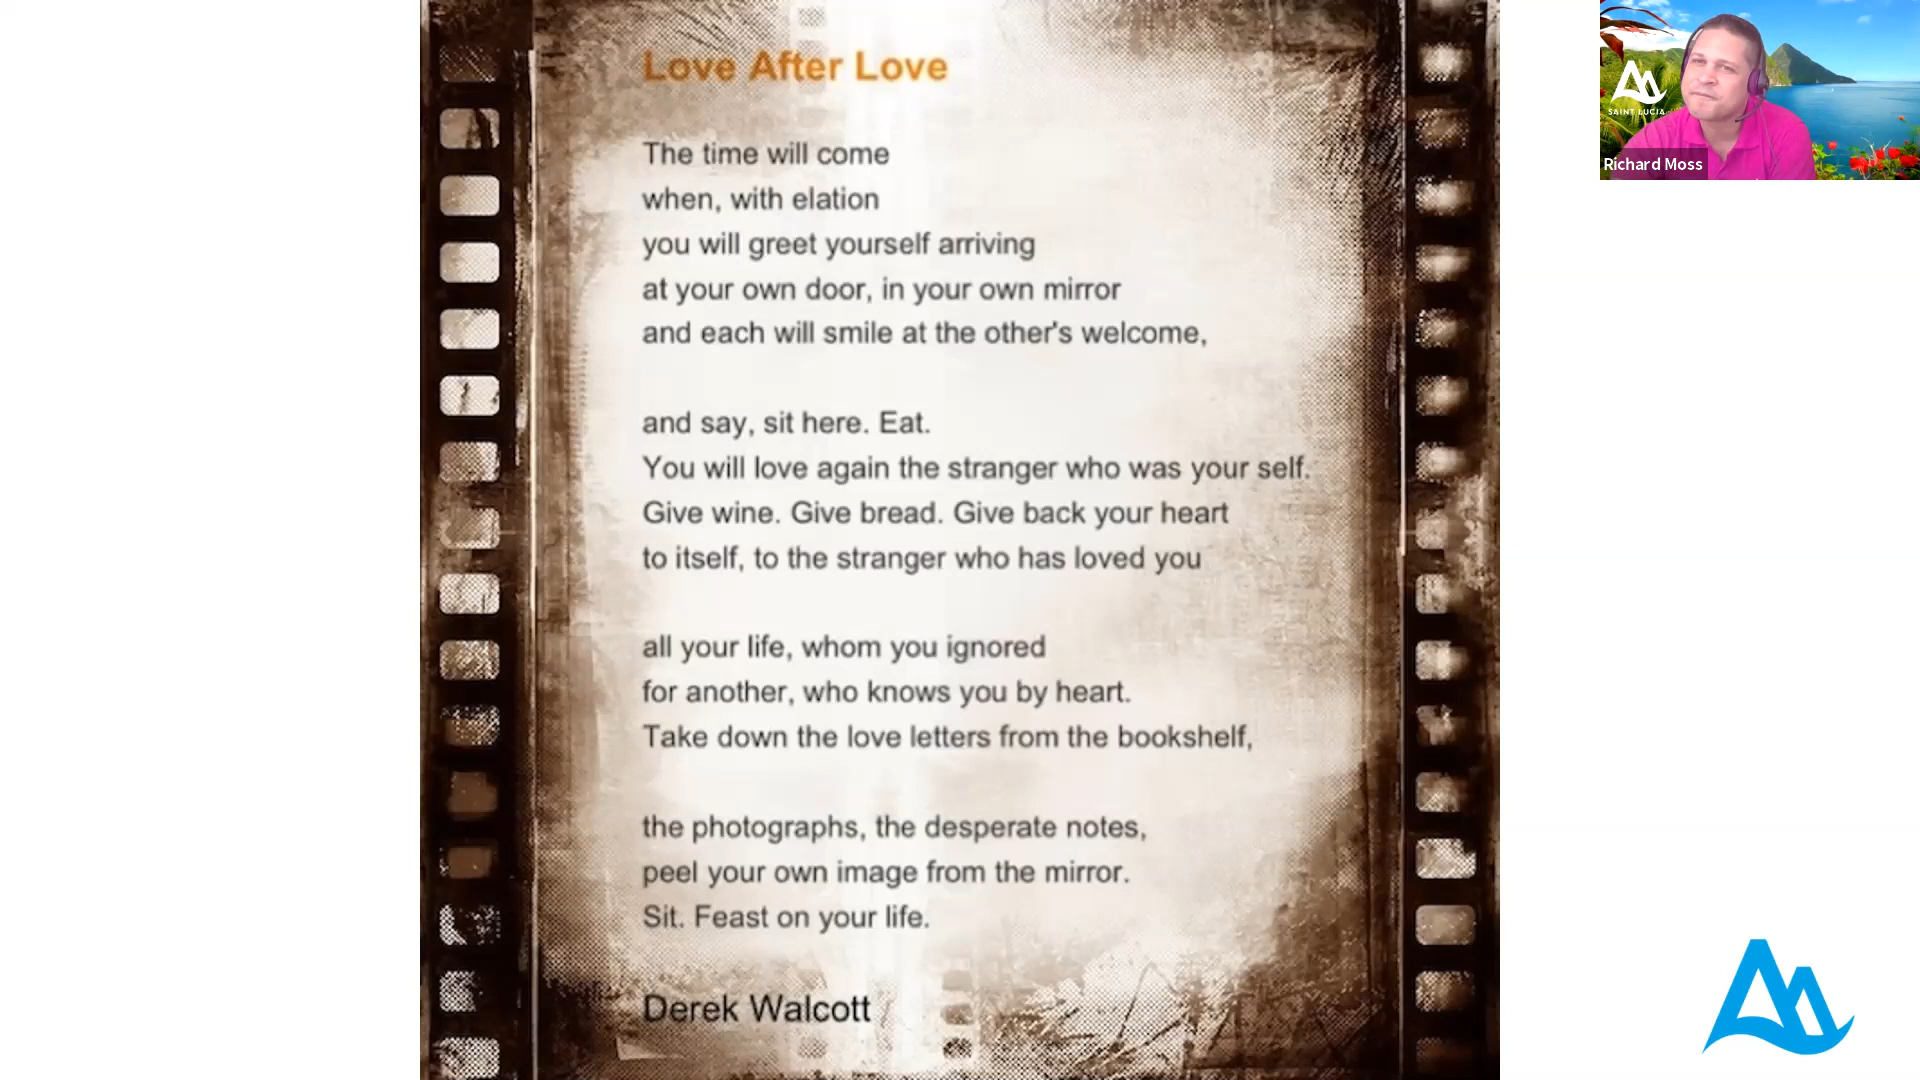 Love After Love
The time will come
when, with elation
you will greet yourself arriving
at your own door, in your own mirror
and each will smile at the other's welcome,
and say, sit here. Eat.
You will love again the stranger who was your self.
Give wine. Give bread. Give back your heart
to itself, to the stranger who has loved you
all your life, whom you ignored
for another, who knows you by heart.
Take down the love letters from the bookshelf,
the photographs, the desperate notes,
peel your own image from the mirror.
Sit. Feast on your life.
Derek Walcott
SAINT LUCIA
Richard Moss